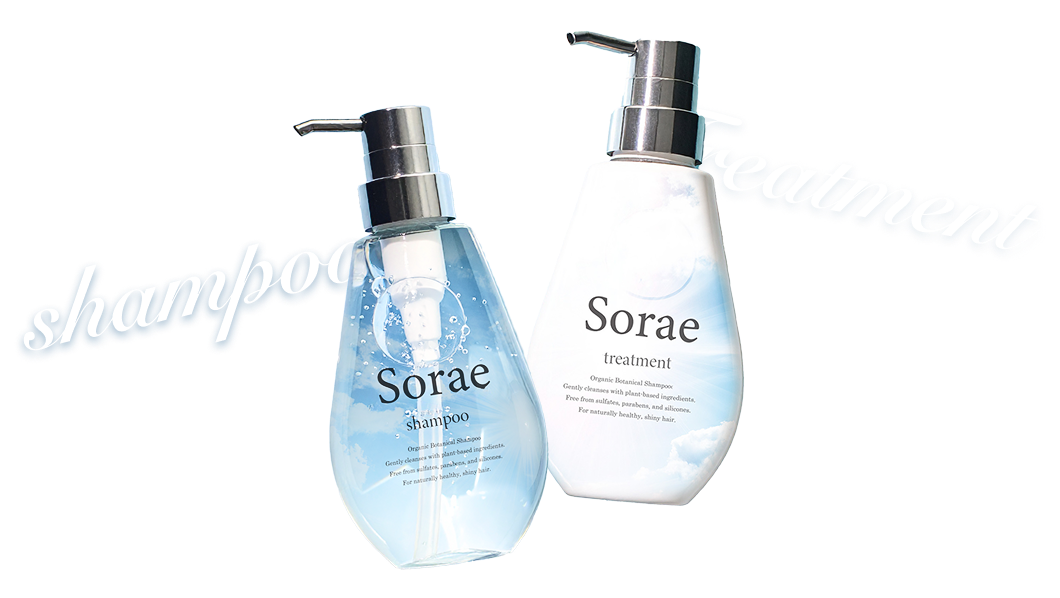 shampoo
Treatment
Sorae
shampoo
Organic Botanical Shampoo
Gently cleanses with plant-based ingredients.
Free from sulfates, parabens, and silicones.
For naturally healthy, shiny hair.
Sorae
treatment
Organic Botanical Shampoo:
Gently cleanses with plant-based ingredients.
Free from sulfates, parabens, and silicones.
For naturally healthy, shiny hair.